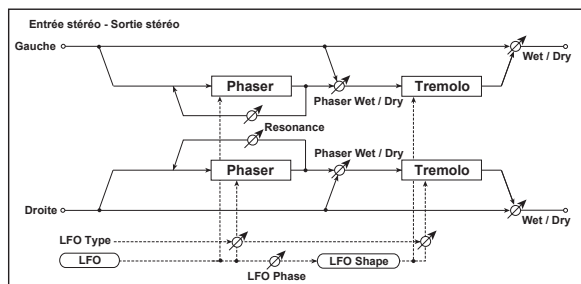 Entrée stéréo - Sortie stéréo
Gauche
Wet / Dry
Phaser
Tremolo
Phaser Wet / Dry
Resonance
Phaser Wet / Dry
Phaser
Tremolo
Droite
Wet / Dry
LFO Type
LFO
LFO Shape
LFO Phase